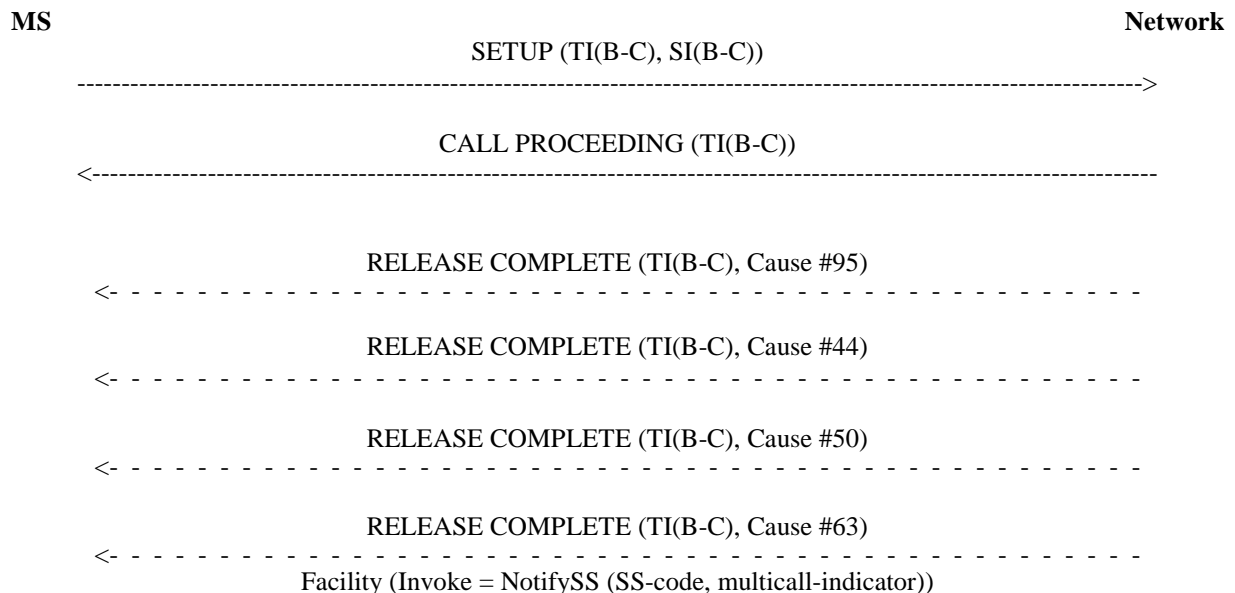 MS Network
SETUP (TI(B-C), SI(B-C))
------------------------------------------------------------------------------------------------------------------------>
CALL PROCEEDING (TI(B-C))
<------------------------------------------------------------------------------------------------------------------------
RELEASE COMPLETE (TI(B-C), Cause #95)
<- - - - - - - - - - - - - - - - - - - - - - - - - - - - - - - - - - - - - - - - - - - - - - - -
RELEASE COMPLETE (TI(B-C), Cause #44)
<- - - - - - - - - - - - - - - - - - - - - - - - - - - - - - - - - - - - - - - - - - - - - - - -
RELEASE COMPLETE (TI(B-C), Cause #50)
<- - - - - - - - - - - - - - - - - - - - - - - - - - - - - - - - - - - - - - - - - - - - - - - -
RELEASE COMPLETE (TI(B-C), Cause #63)
<- - - - - - - - - - - - - - - - - - - - - - - - - - - - - - - - - - - - - - - - - - - - - - - -
Facility (Invoke = NotifySS (SS-code, multicall-indicator))